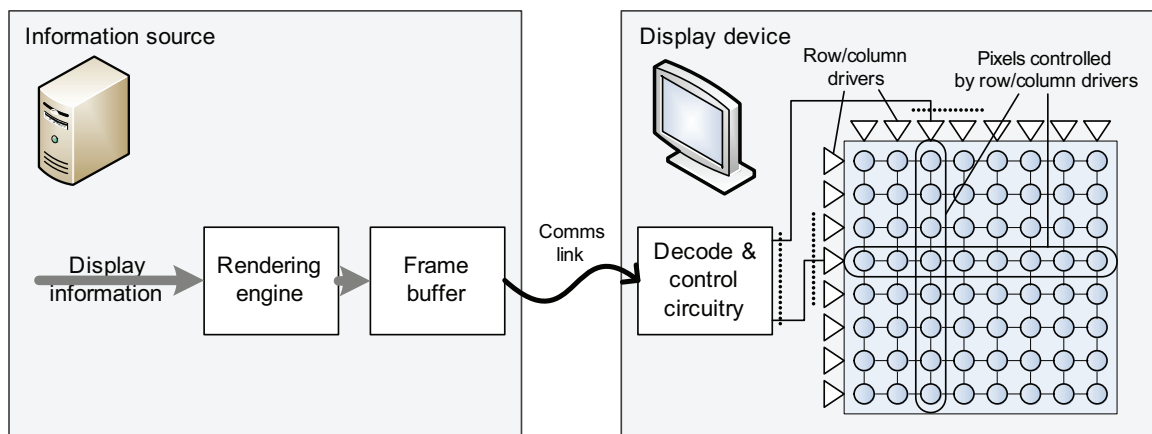 Information source
Display
information
Rendering
engine
Frame
buffer
Comms
link
Display device
Row/column
drivers
Pixels controlled
by row/column drivers
Decode &
control
circuitry